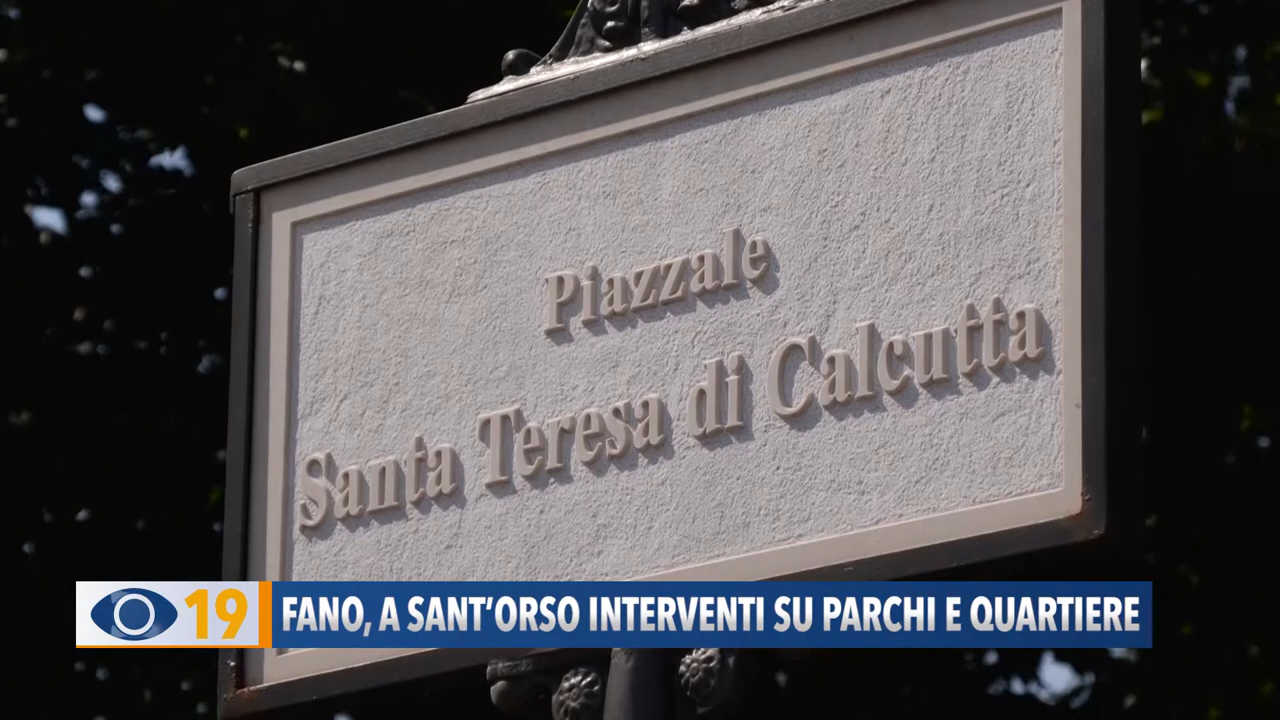 Piazzale
Santa Teresa di Calcutta
19
FANO, A SANT'ORSO INTERVENTI SU PARCHI E QUARTIERE